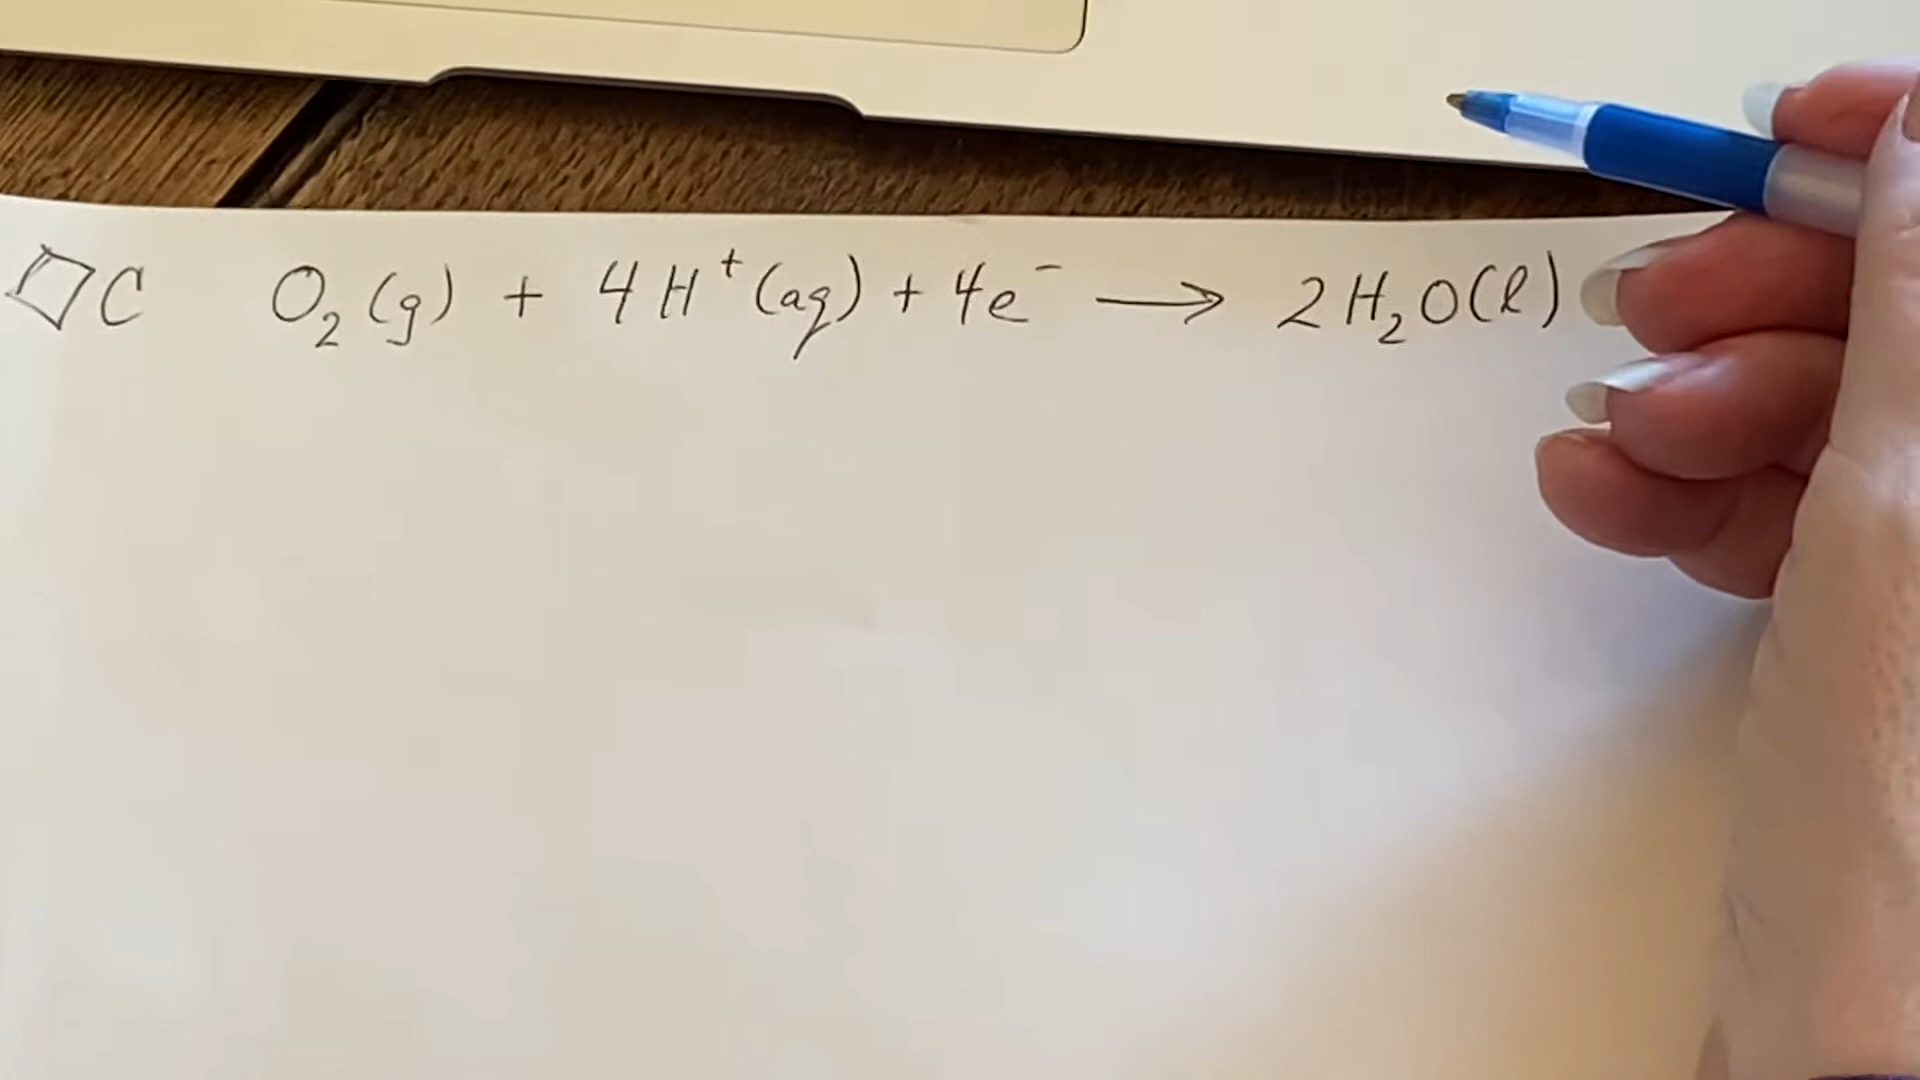 C O₂(g) + 4H⁺(aq) + 4e⁻ → 2H₂O(l)